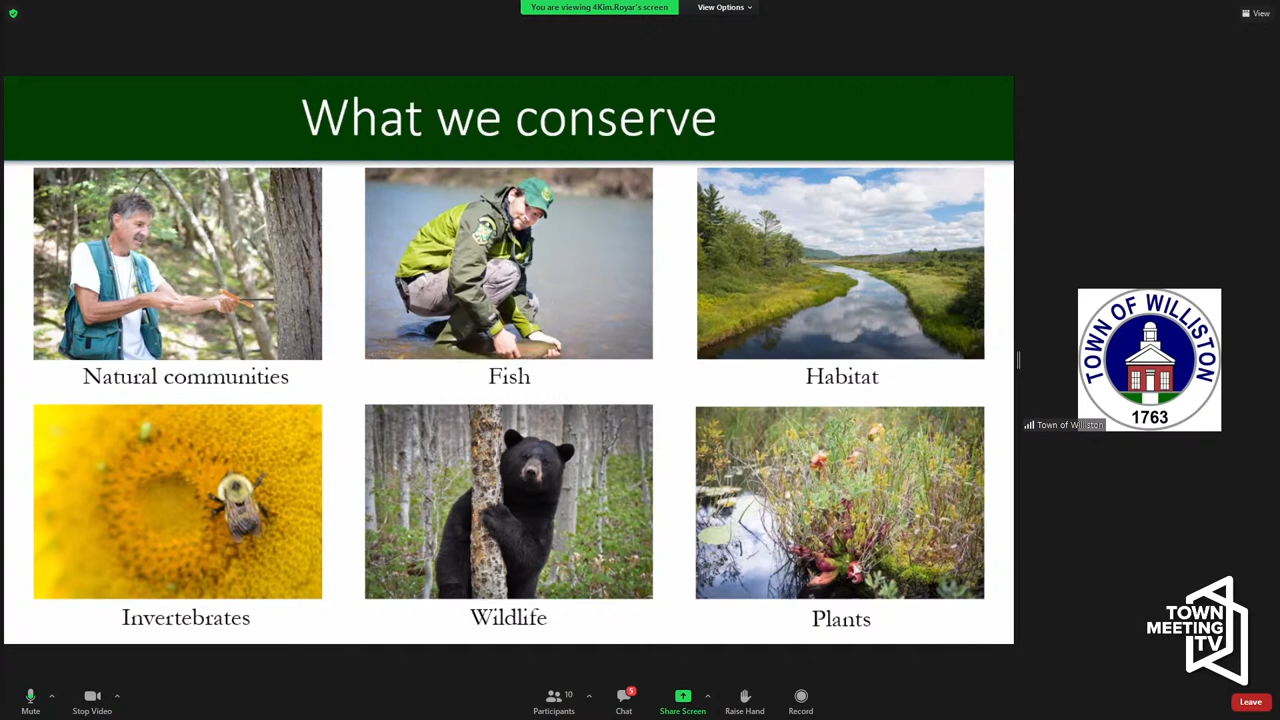 You are viewing 4Kim.Royar's screen
View Options
View
What we conserve
Natural communities
Fish
Habitat
Invertebrates
Wildlife
Plants
TOWN OF WILLISTON
1763
Town of Williston
TOWN
MEETING
TV
Mute
Stop Video
10
Participants
5
Chat
Share Screen
Raise Hand
Record
Leave